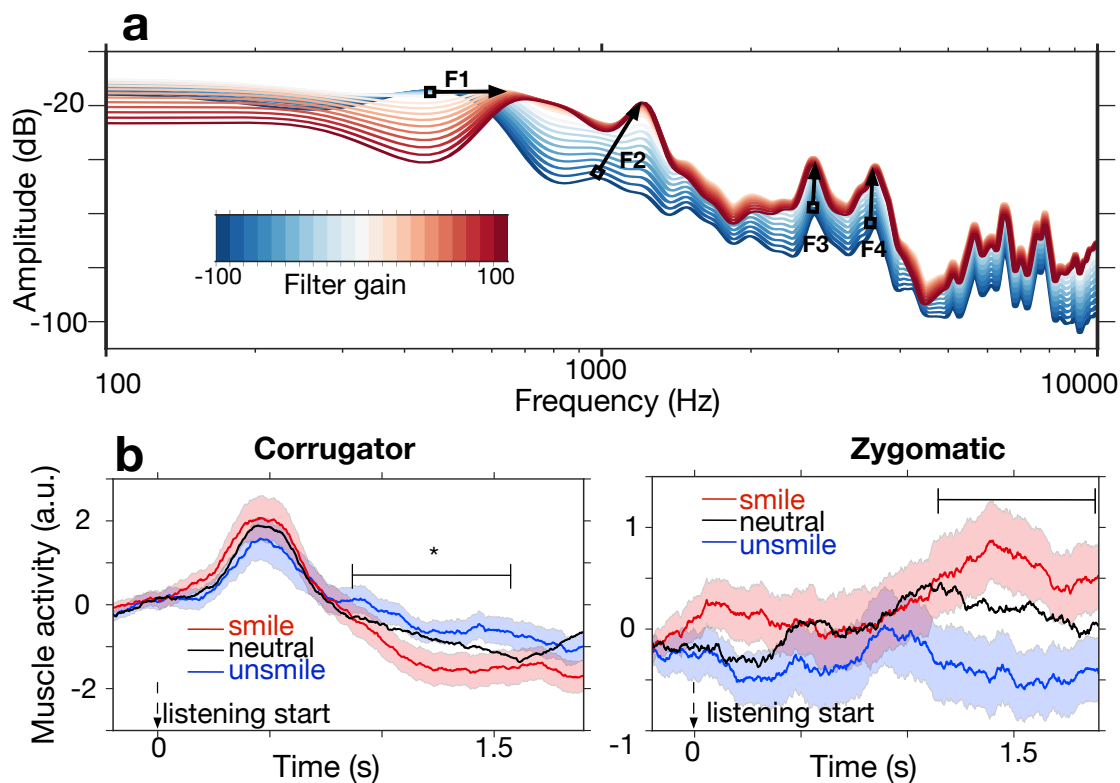 a
F1
-20
F2
Amplitude (dB)
F3 F4
-100 100
Filter gain
-100
100 1000 10000
Frequency (Hz)
b
Corrugator
Muscle activity (a.u.)
2
*
0
smile
neutral
unsmile
-2
listening start
0 1.5
Time (s)
Zygomatic
smile
neutral
unsmile
1
0
-1
listening start
0 1.5
Time (s)